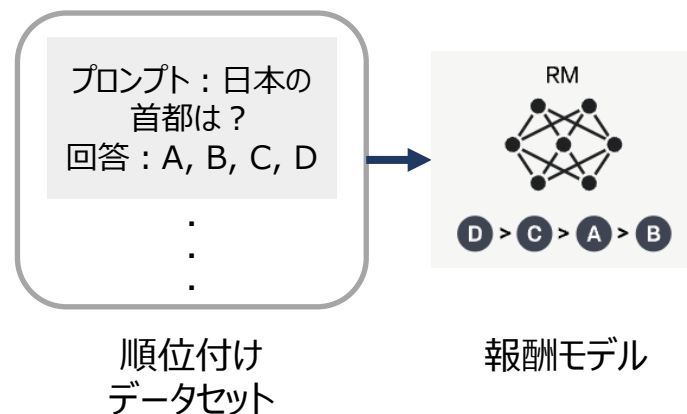 プロンプト：日本の
首都は？
回答：A, B, C, D
.
.
.
順位付け
データセット
RM
D > C > A > B
報酬モデル